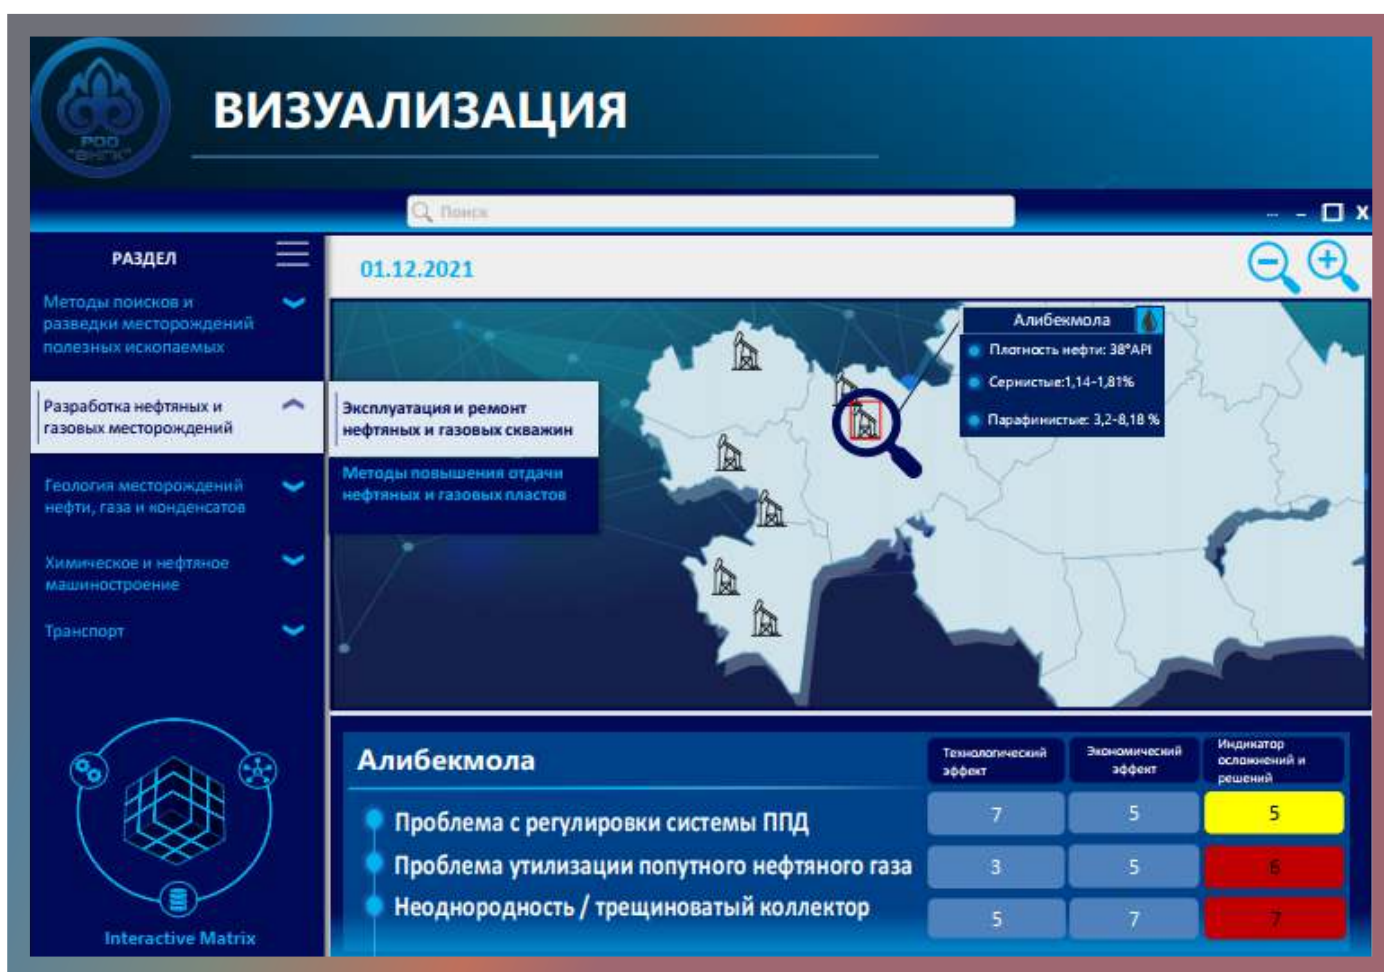 РОО
"ВНГК"
ВИЗУАЛИЗАЦИЯ
Поиск
... – X
РАЗДЕЛ
Методы поисков и
разведки месторождений
полезных ископаемых
Разработка нефтяных и
газовых месторождений
Геология месторождений
нефти, газа и конденсатов
Химическое и нефтяное
машиностроение
Транспорт
Interactive Matrix
Эксплуатация и ремонт
нефтяных и газовых скважин
Методы повышения отдачи
нефтяных и газовых пластов
01.12.2021
Алибекмола
Плотность нефти: 38°API
Сернистые:1,14-1,81%
Парафинистые: 3,2-8,18 %
Алибекмола
Технологический
эффект
Экономический
эффект
Индикатор
осложнений и
решений
Проблема с регулировки системы ППД
7 5 5
Проблема утилизации попутного нефтяного газа
3 5 6
Неоднородность / трещиноватый коллектор
5 7 7